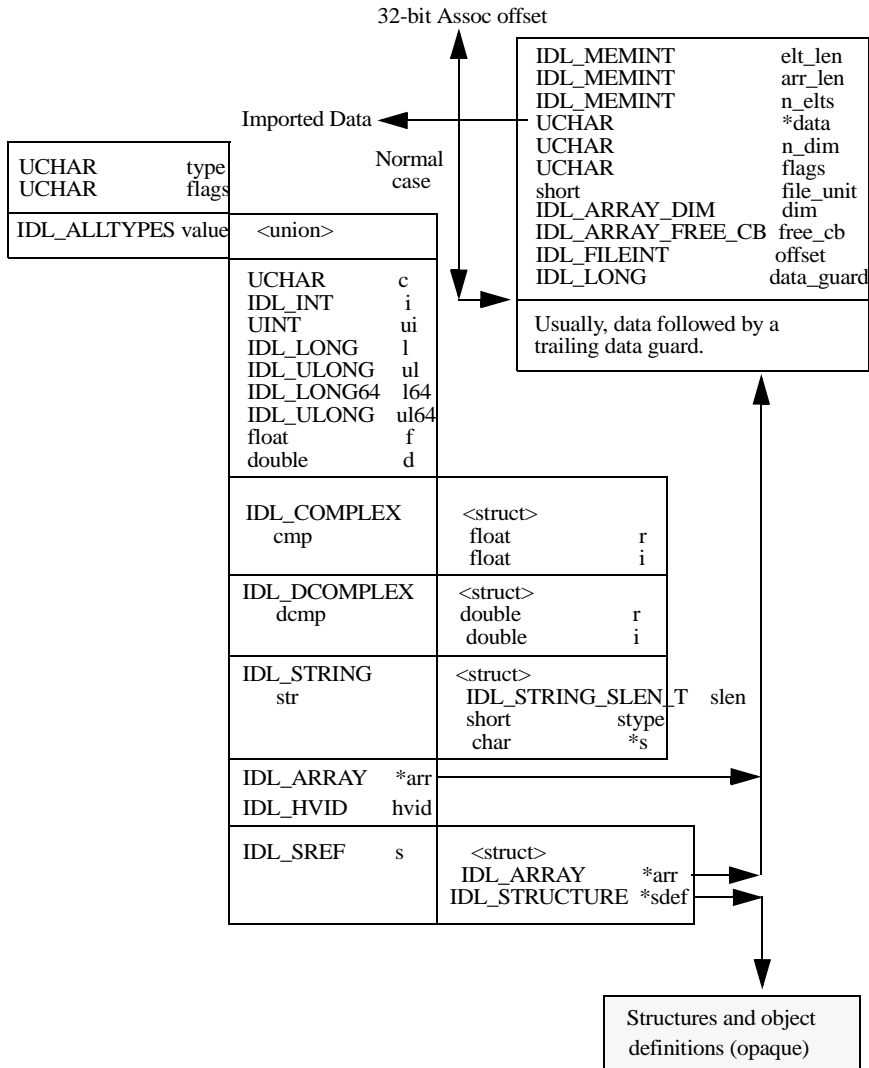 32-bit Assoc offset
IDL_MEMINT elt_len
IDL_MEMINT arr_len
IDL_MEMINT n_elts
UCHAR *data
UCHAR n_dim
UCHAR flags
short file_unit
IDL_ARRAY_DIM dim
IDL_ARRAY_FREE_CB free_cb
IDL_FILEINT offset
IDL_LONG data_guard
Usually, data followed by a
trailing data guard.
Imported Data
Normal
case
UCHAR type
UCHAR flags
IDL_ALLTYPES value
<union>
UCHAR c
IDL_INT i
UINT ui
IDL_LONG l
IDL_ULONG ul
IDL_LONG64 l64
IDL_ULONG ul64
float f
double d
IDL_COMPLEX
cmp
<struct>
float r
float i
IDL_DCOMPLEX
dcmp
<struct>
double r
double i
IDL_STRING
str
<struct>
IDL_STRING_SLEN_T slen
short stype
char *s
IDL_ARRAY *arr
IDL_HVID hvid
IDL_SREF s
<struct>
IDL_ARRAY *arr
IDL_STRUCTURE *sdef
Structures and object
definitions (opaque)